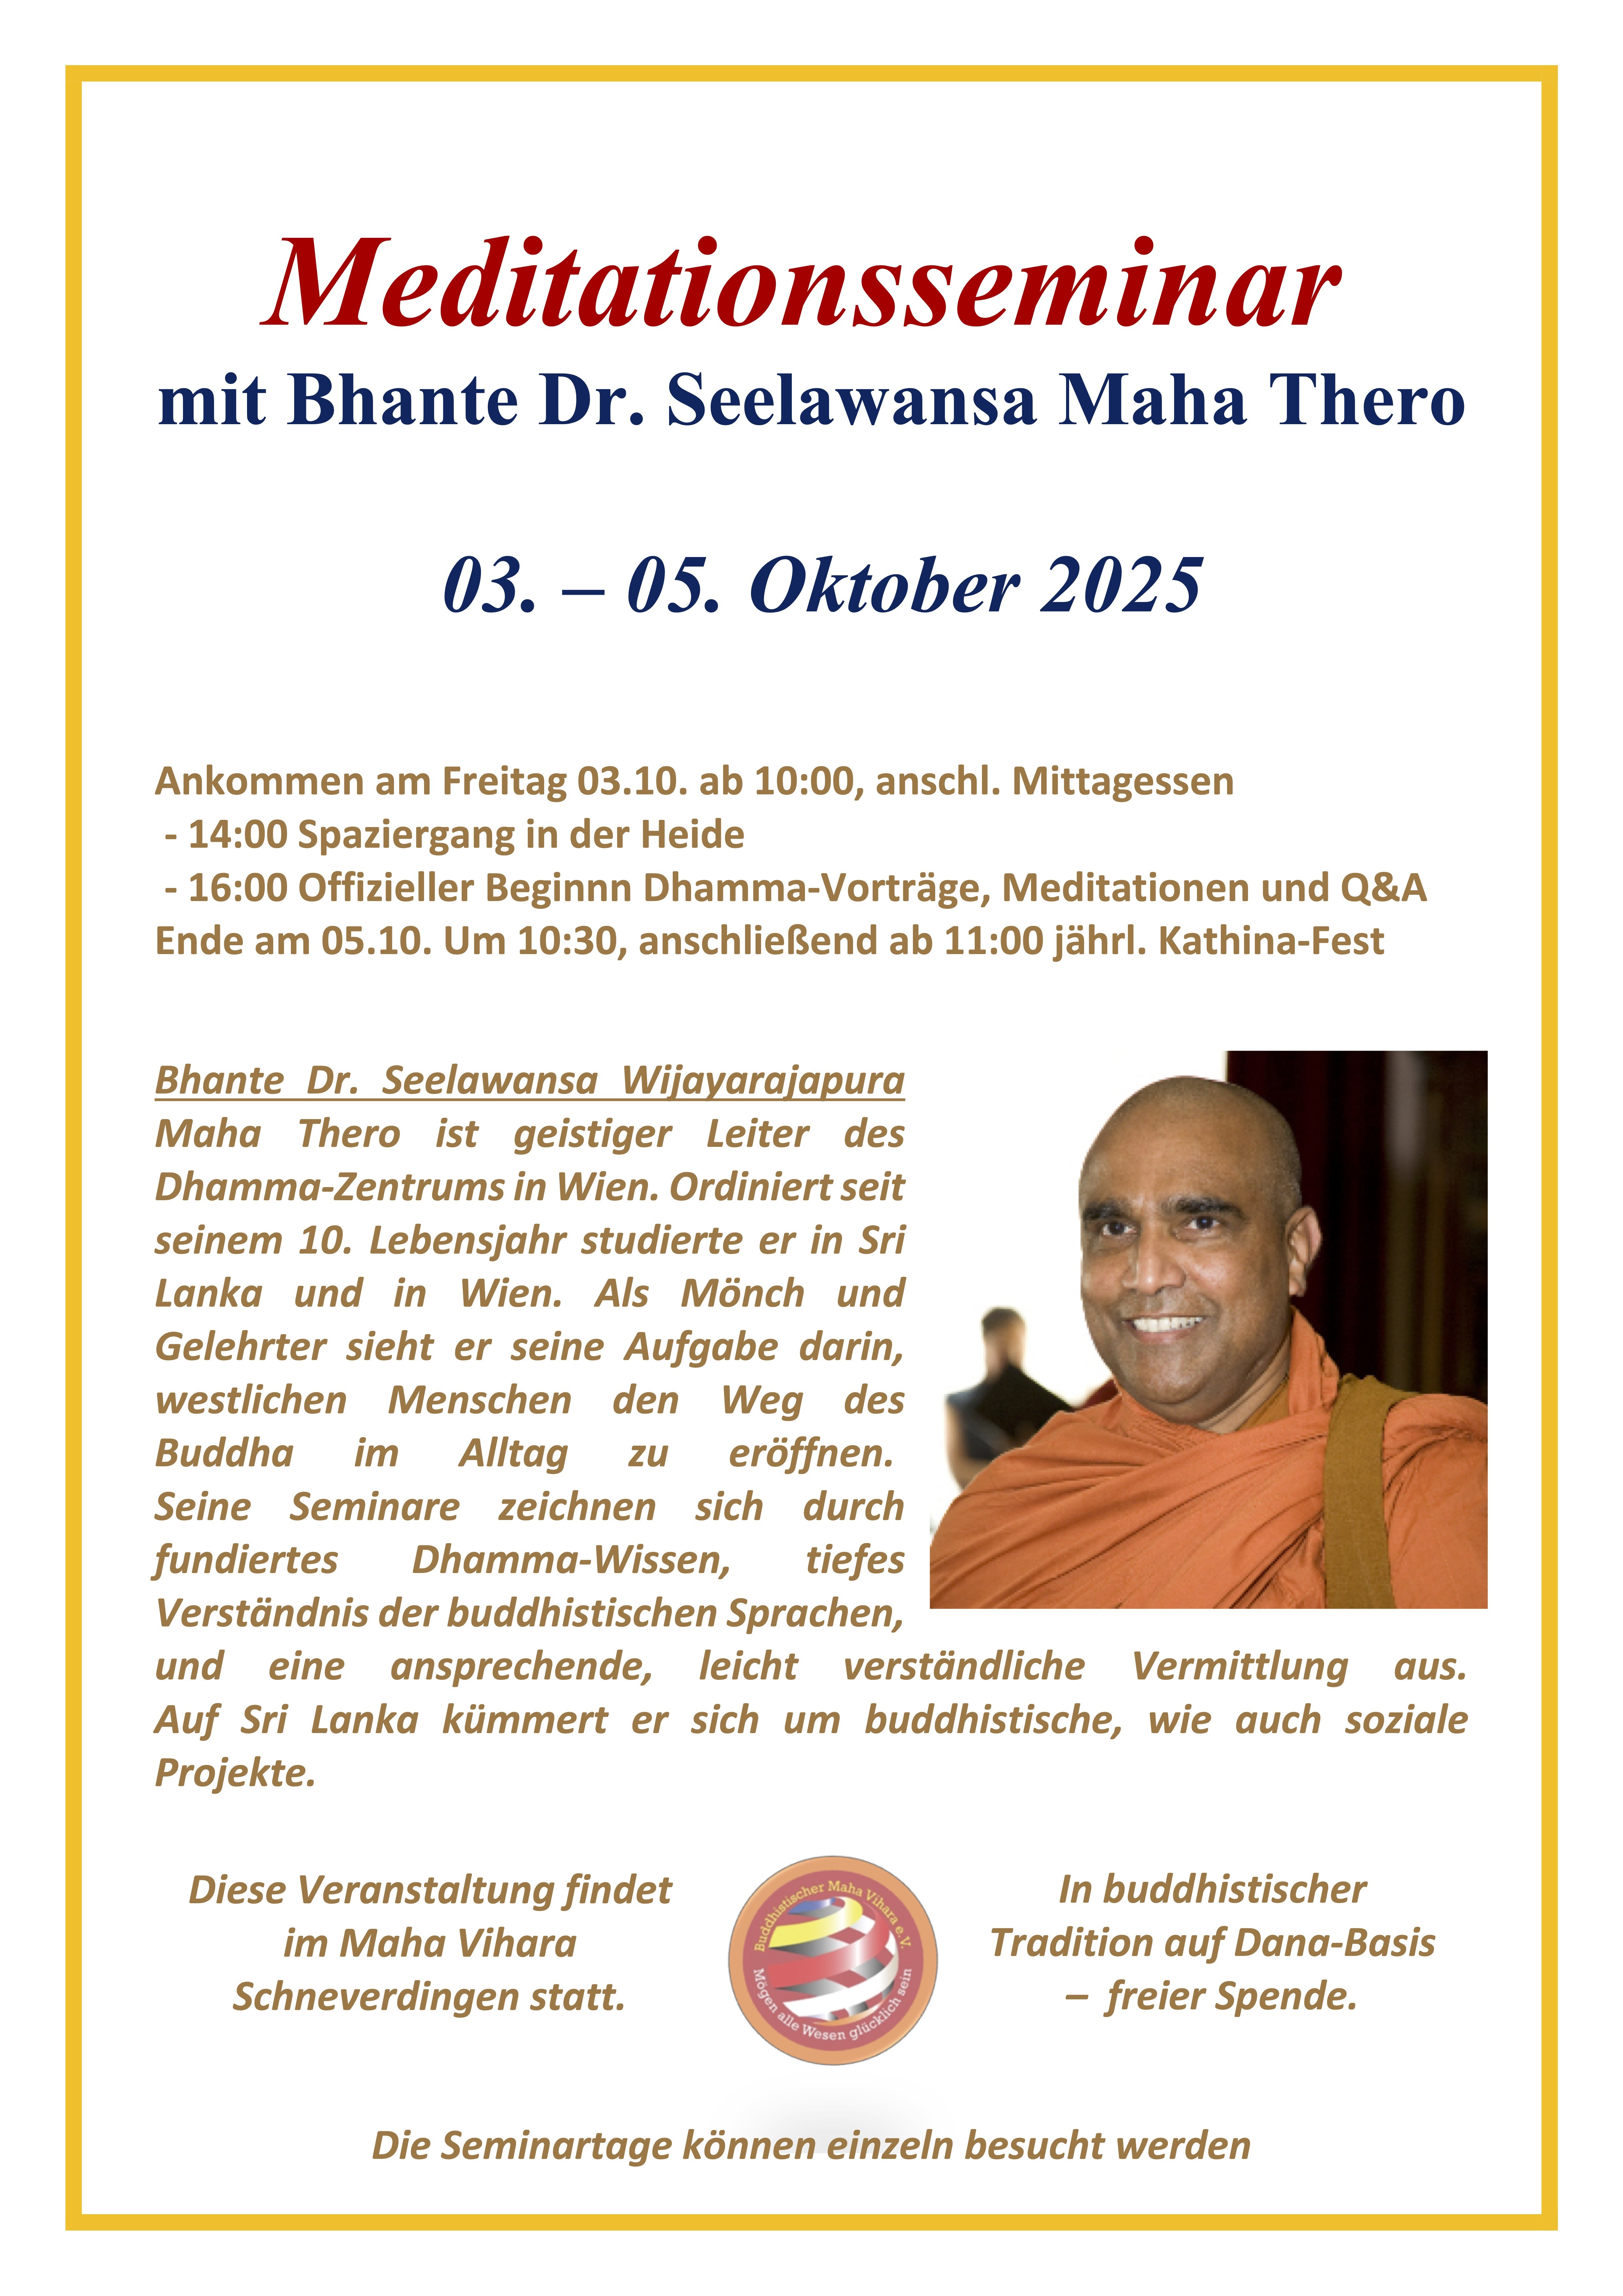 Meditationsseminar
mit Bhante Dr. Seelawansa Maha Thero
03. – 05. Oktober 2025
Ankommen am Freitag 03.10. ab 10:00, anschl. Mittagessen
- 14:00 Spaziergang in der Heide
- 16:00 Offizieller Beginnn Dhamma-Vorträge, Meditationen und Q&A
Ende am 05.10. Um 10:30, anschließend ab 11:00 jährl. Kathina-Fest
Bhante Dr. Seelawansa Wijayarajapura
Maha Thero ist geistiger Leiter des
Dhamma-Zentrums in Wien. Ordiniert seit
seinem 10. Lebensjahr studierte er in Sri
Lanka und in Wien. Als Mönch und
Gelehrter sieht er seine Aufgabe darin,
westlichen Menschen den Weg des
Buddha im Alltag zu eröffnen.
Seine Seminare zeichnen sich durch
fundiertes Dhamma-Wissen, tiefes
Verständnis der buddhistischen Sprachen,
und eine ansprechende, leicht verständliche Vermittlung aus.
Auf Sri Lanka kümmert er sich um buddhistische, wie auch soziale
Projekte.
Diese Veranstaltung findet
im Maha Vihara
Schneverdingen statt.
Buddhistischer Maha Vihara e.V.
Mögen alle Wesen glücklich sein
In buddhistischer
Tradition auf Dana-Basis
– freier Spende.
Die Seminartage können einzeln besucht werden